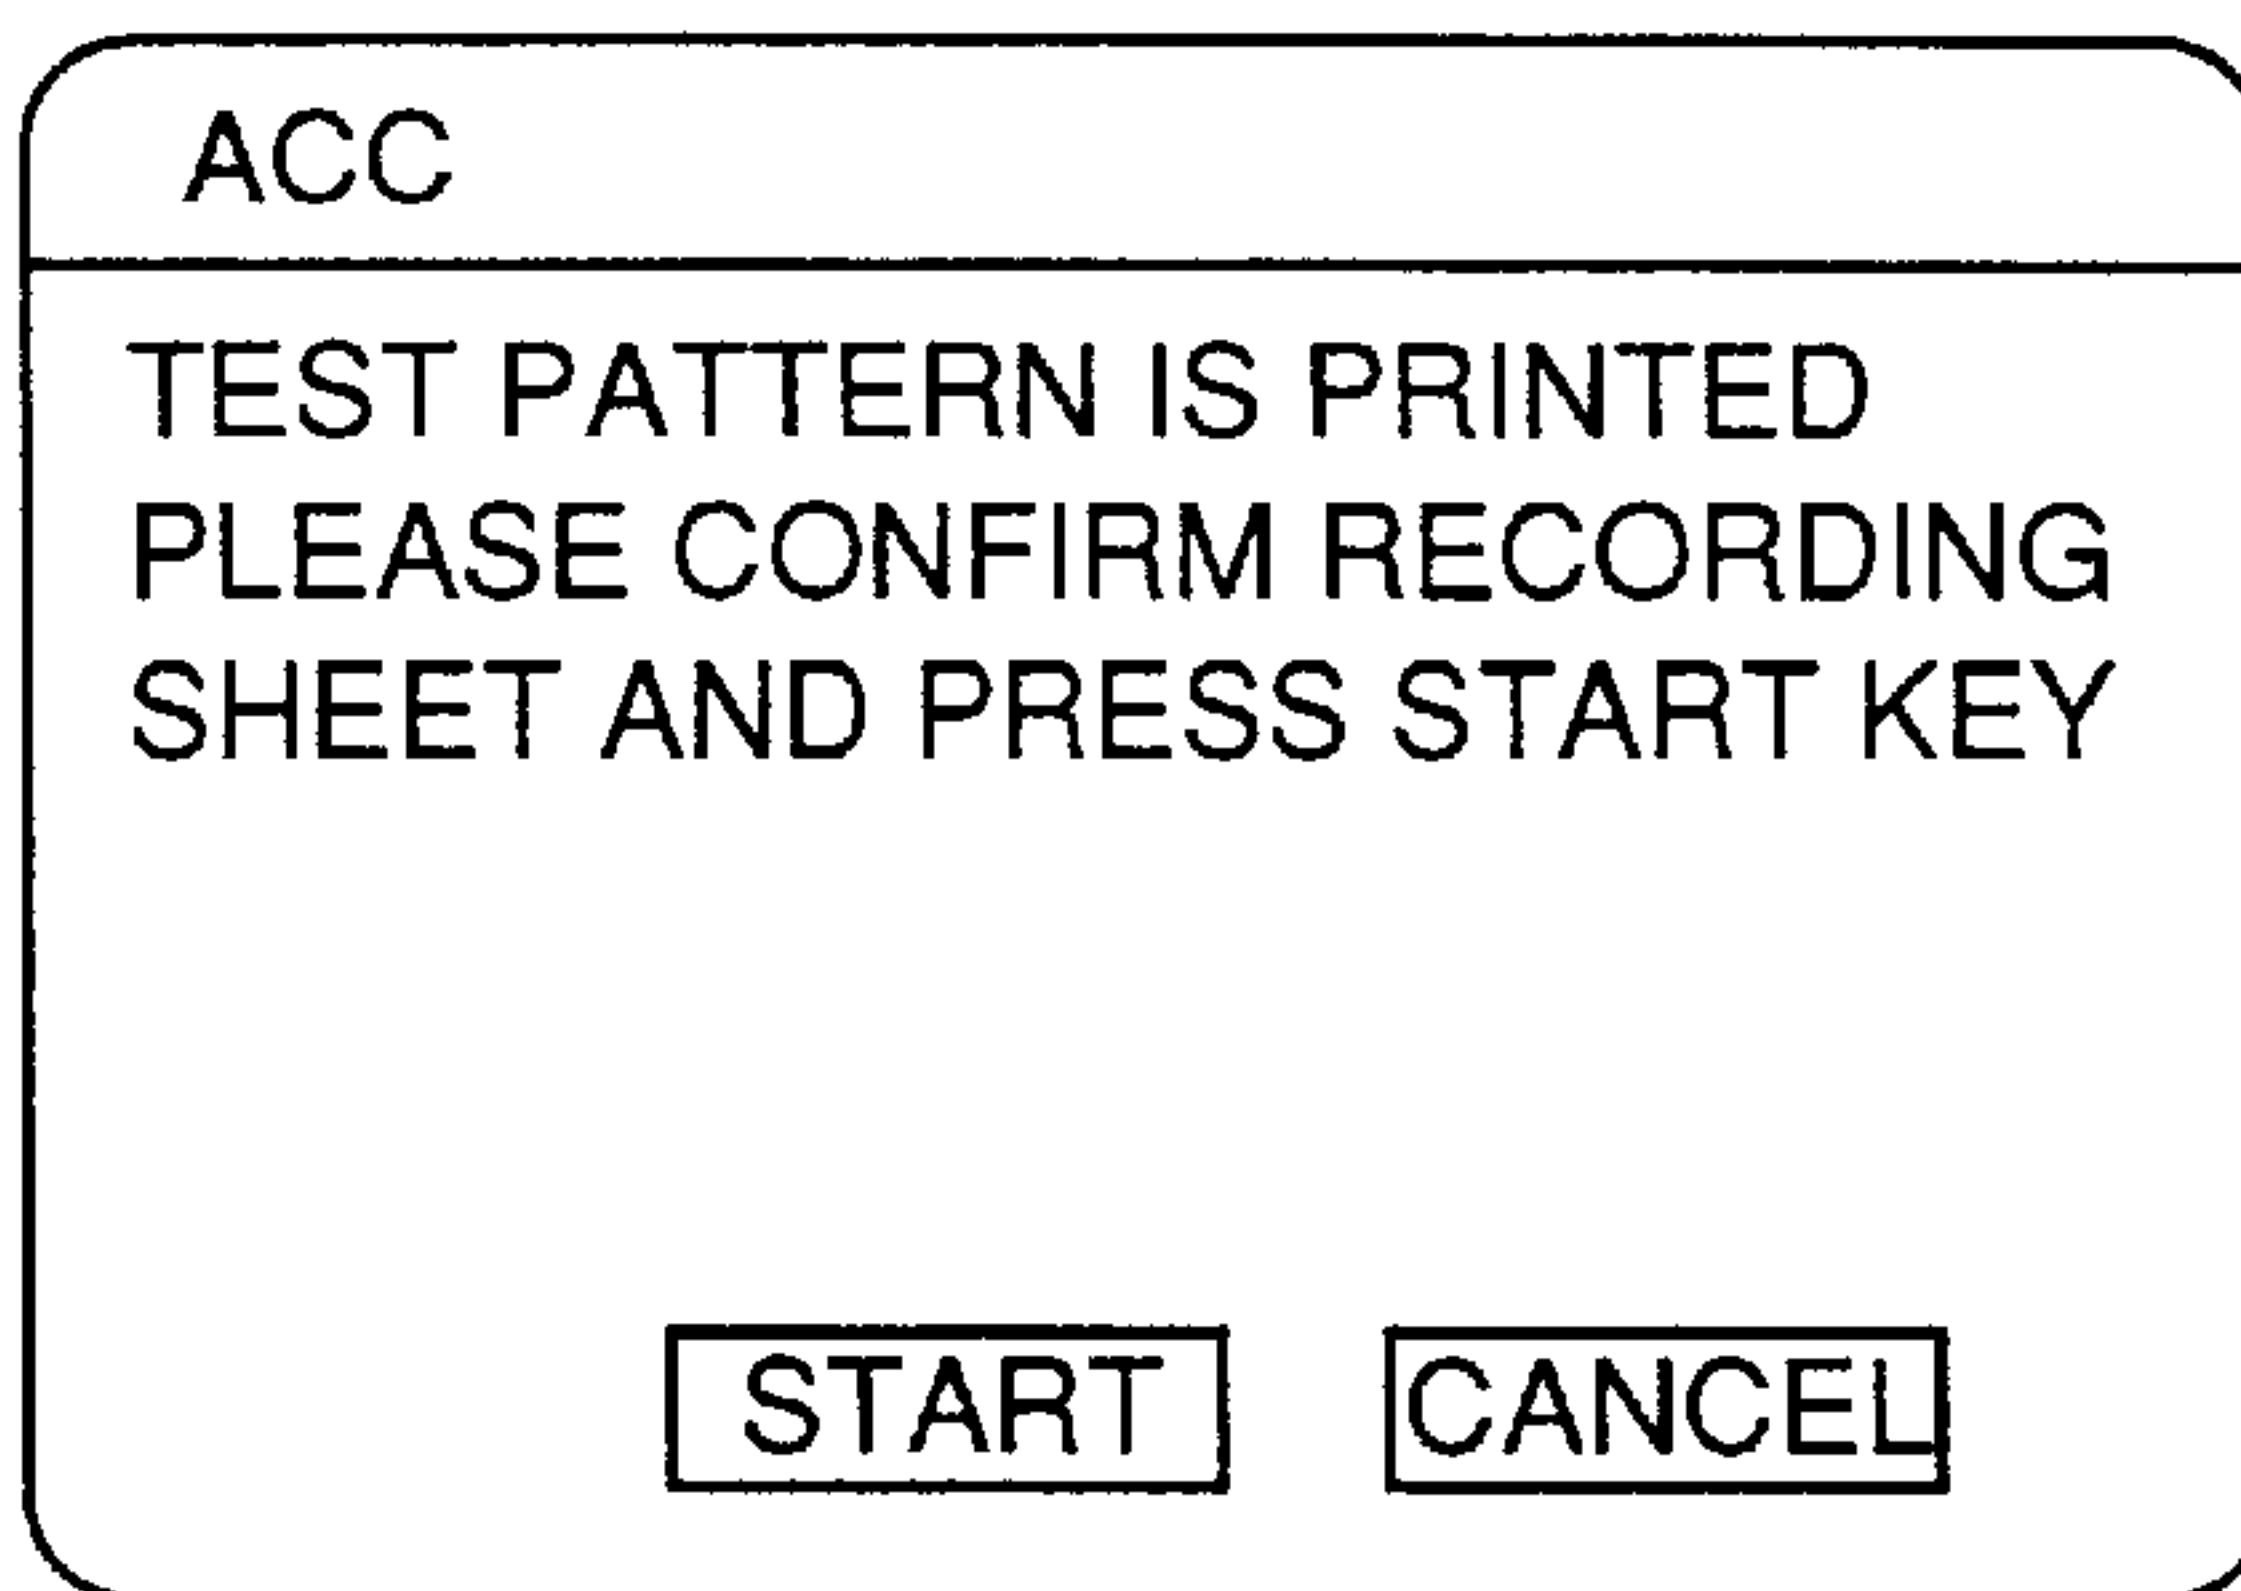 ACC
TEST PATTERN IS PRINTED
PLEASE CONFIRM RECORDING
SHEET AND PRESS START KEY
START CANCEL